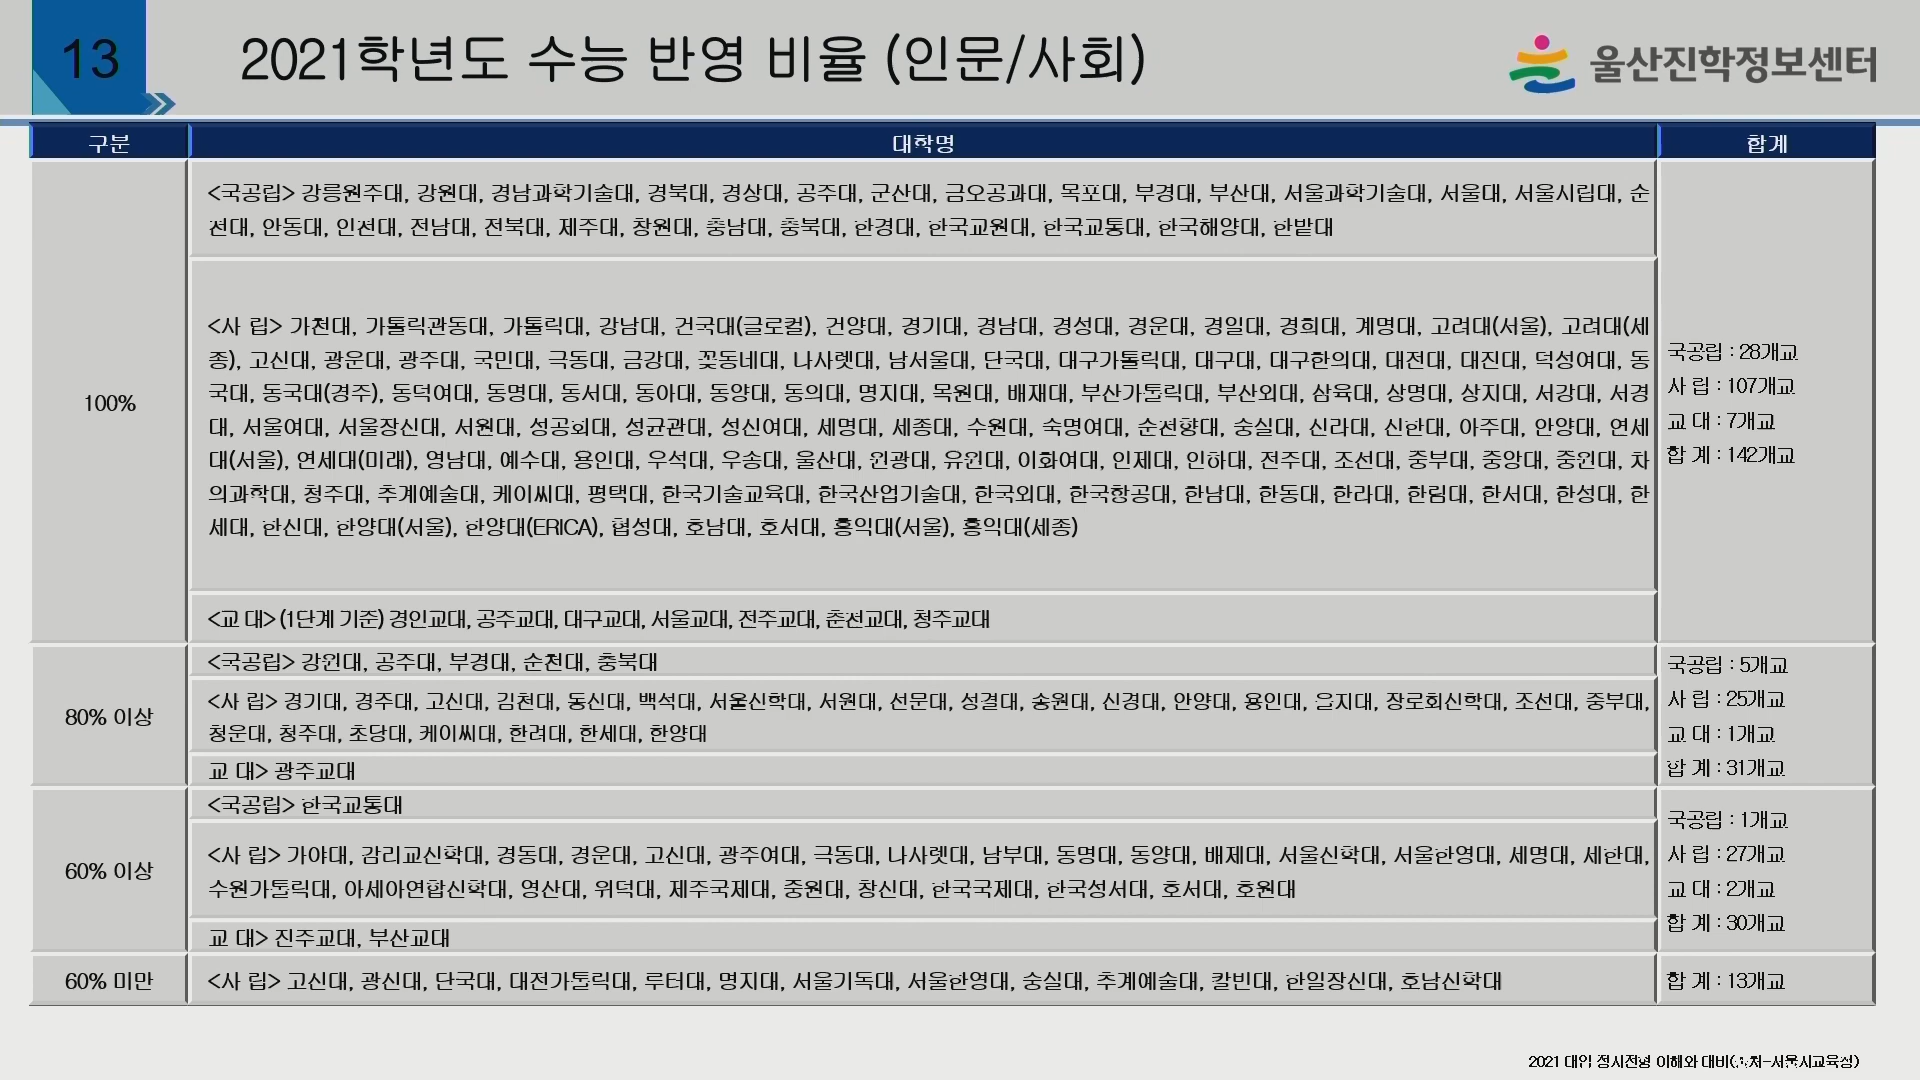 13
2021학년도 수능 반영 비율 (인문/사회)
울산진학정보센터
구분
대학명
합계
100%
<국공립> 강릉원주대, 강원대, 경남과학기술대, 경북대, 경상대, 공주대, 군산대, 금오공과대, 목포대, 부경대, 부산대, 서울과학기술대, 서울대, 서울시립대, 순
천대, 안동대, 인천대, 전남대, 전북대, 제주대, 창원대, 충남대, 충북대, 한경대, 한국교원대, 한국교통대, 한국해양대, 한밭대
<사 립> 가천대, 가톨릭관동대, 가톨릭대, 강남대, 건국대(글로컬), 건양대, 경기대, 경남대, 경성대, 경운대, 경일대, 경희대, 계명대, 고려대(서울), 고려대(세
종), 고신대, 광운대, 광주대, 국민대, 극동대, 금강대, 꽃동네대, 나사렛대, 남서울대, 단국대, 대구가톨릭대, 대구대, 대구한의대, 대전대, 대진대, 덕성여대, 동
국대, 동국대(경주), 동덕여대, 동명대, 동서대, 동아대, 동양대, 동의대, 명지대, 목원대, 배재대, 부산가톨릭대, 부산외대, 삼육대, 상명대, 상지대, 서강대, 서경
대, 서울여대, 서울장신대, 서원대, 성공회대, 성균관대, 성신여대, 세명대, 세종대, 수원대, 숙명여대, 순천향대, 숭실대, 신라대, 신한대, 아주대, 안양대, 연세
대(서울), 연세대(미래), 영남대, 예수대, 용인대, 우석대, 우송대, 울산대, 원광대, 유원대, 이화여대, 인제대, 인하대, 전주대, 조선대, 중부대, 중앙대, 중원대, 차
의과학대, 청주대, 추계예술대, 케이씨대, 평택대, 한국기술교육대, 한국산업기술대, 한국외대, 한국항공대, 한남대, 한동대, 한라대, 한림대, 한서대, 한성대, 한
세대, 한신대, 한양대(서울), 한양대(ERICA), 협성대, 호남대, 호서대, 홍익대(서울), 홍익대(세종)
<교 대> (1단계 기준) 경인교대, 공주교대, 대구교대, 서울교대, 전주교대, 춘천교대, 청주교대
국공립 : 28개교
사 립 : 107개교
교 대 : 7개교
합 계 : 142개교
80% 이상
<국공립> 강원대, 공주대, 부경대, 순천대, 충북대
<사 립> 경기대, 경주대, 고신대, 김천대, 동신대, 백석대, 서울신학대, 서원대, 선문대, 성결대, 송원대, 신경대, 안양대, 용인대, 을지대, 장로회신학대, 조선대, 중부대,
청운대, 청주대, 초당대, 케이씨대, 한려대, 한세대, 한양대
교 대> 광주교대
국공립 : 5개교
사 립 : 25개교
교 대 : 1개교
합 계 : 31개교
60% 이상
<국공립> 한국교통대
<사 립> 가야대, 감리교신학대, 경동대, 경운대, 고신대, 광주여대, 극동대, 나사렛대, 남부대, 동명대, 동양대, 배제대, 서울신학대, 서울한영대, 세명대, 세한대,
수원가톨릭대, 아세아연합신학대, 영산대, 위덕대, 제주국제대, 중원대, 창신대, 한국국제대, 한국성서대, 호서대, 호원대
교 대> 진주교대, 부산교대
국공립 : 1개교
사 립 : 27개교
교 대 : 2개교
합 계 : 30개교
60% 미만
<사 립> 고신대, 광신대, 단국대, 대전가톨릭대, 루터대, 명지대, 서울기독대, 서울한영대, 숭실대, 추계예술대, 칼빈대, 한일장신대, 호남신학대
합 계 : 13개교
2021 대입 정시전형 이해와 대비(출처-서울시교육청)